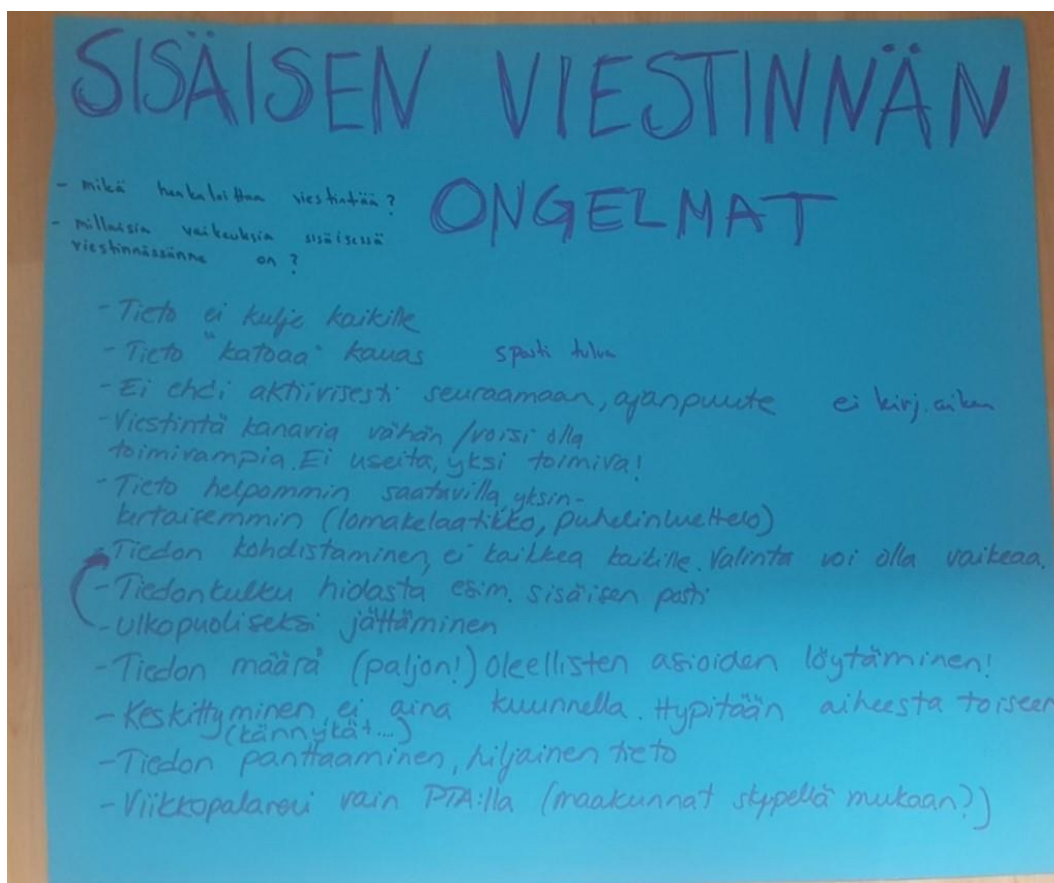 SISÄISEN VIESTINNÄN
ONGELMAT
- mikä hankaloittaa viestintää?
- millaisia vaikeuksia sisäisessä
viestinnässänne on?
- Tieto ei kulje kaikille
- Tieto "katoaa" kauas sposti tulva
- Ei ehdi aktiivisesti seuraamaan, ajanpuute ei kirj. aikaa
- Viestintä kanavia vähän / voisi olla
toimivampia. Ei useita, yksi toimiva!
- Tieto helpommin saatavilla, yksin-
kertaisemmin (lomakelaatikko, puhelinluettelo)
- Tiedon kohdistaminen, ei kaikkea kaikille. Valinta voi olla vaikeaa.
- Tiedonkulku hidasta esim. sisäisen posti
- Ulkopuoliseksi jättäminen
- Tiedon määrä (paljon!) Oleellisten asioiden löytäminen!
- Keskittyminen, ei aina kuunnella. Hypitään aiheesta toiseen
(kännykät...)
- Tiedon panttaaminen, hiljainen tieto
- Viikkopalaveri vain PTA:lla (maakunnat skypellä mukaan?)